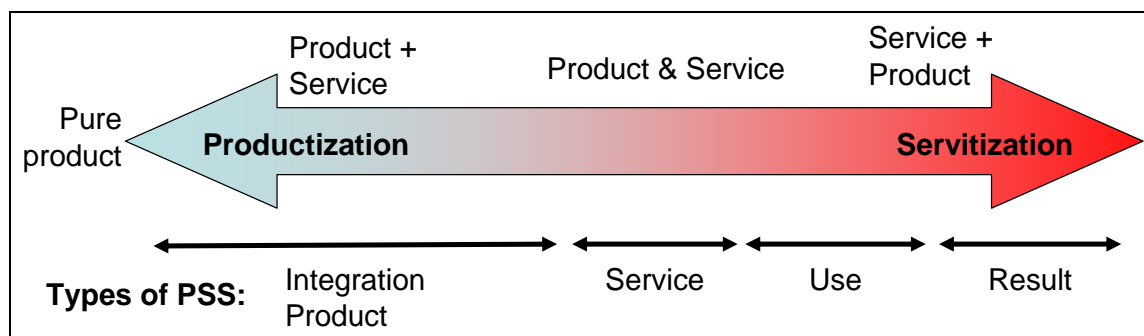 Product +
Service
Product & Service
Service +
Product
Pure
product
Productization
Servitization
Types of PSS:
Integration
Product
Service
Use
Result